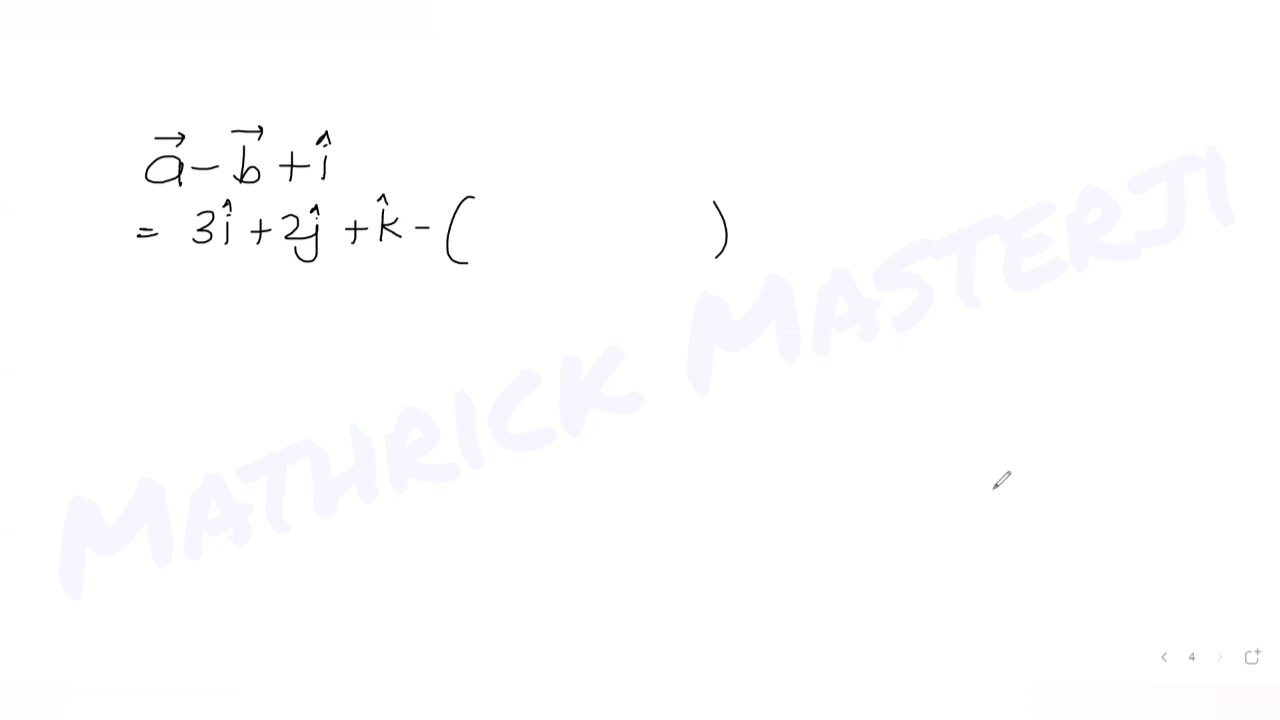 a⃗ − b⃗ + î
= 3î + 2ĵ + k̂ − (                    )
MATHRICK MASTERJI
< 4 >